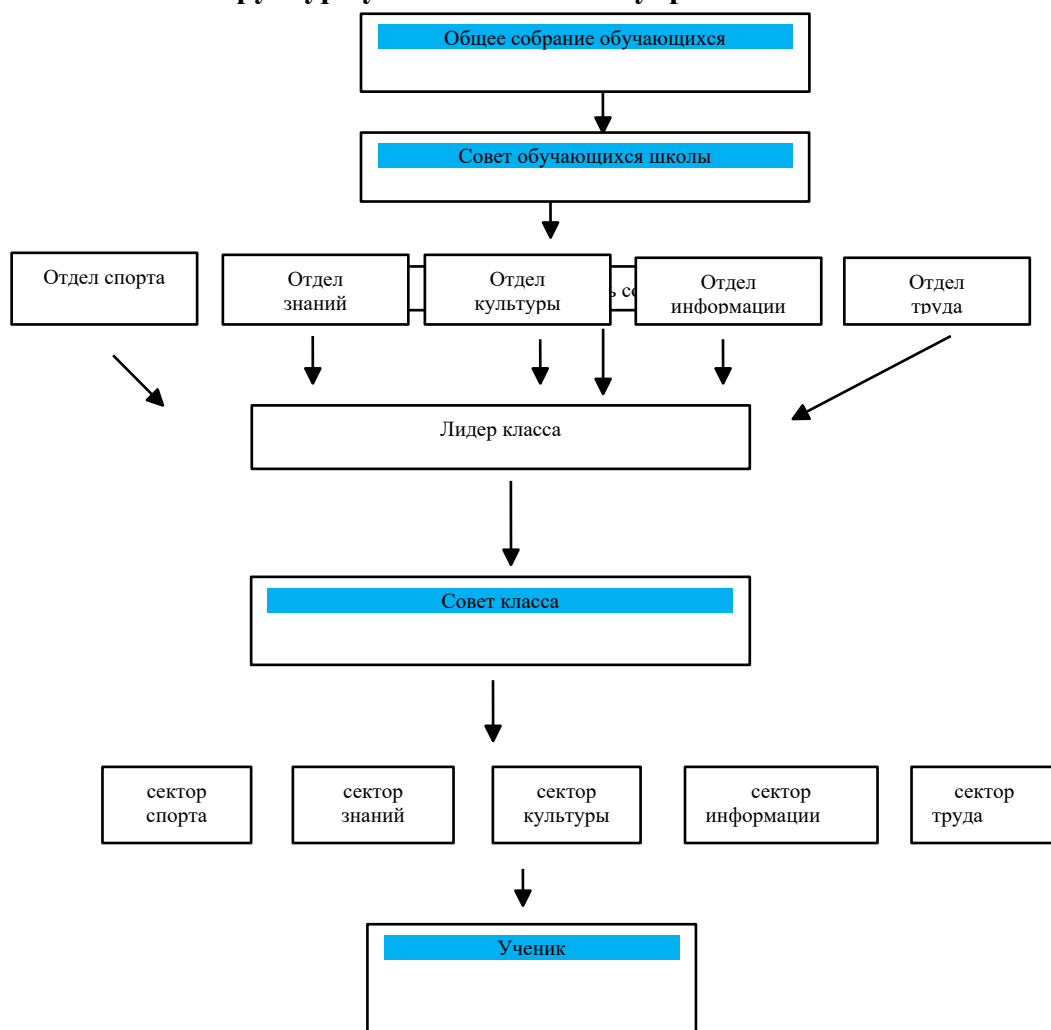 Общее собрание обучающихся
Совет обучающихся школы
Отдел спорта
Отдел
знаний
Отдел
культуры
Отдел
информации
Отдел
труда
Лидер класса
Совет класса
сектор
спорта
сектор
знаний
сектор
культуры
сектор
информации
сектор
труда
Ученик